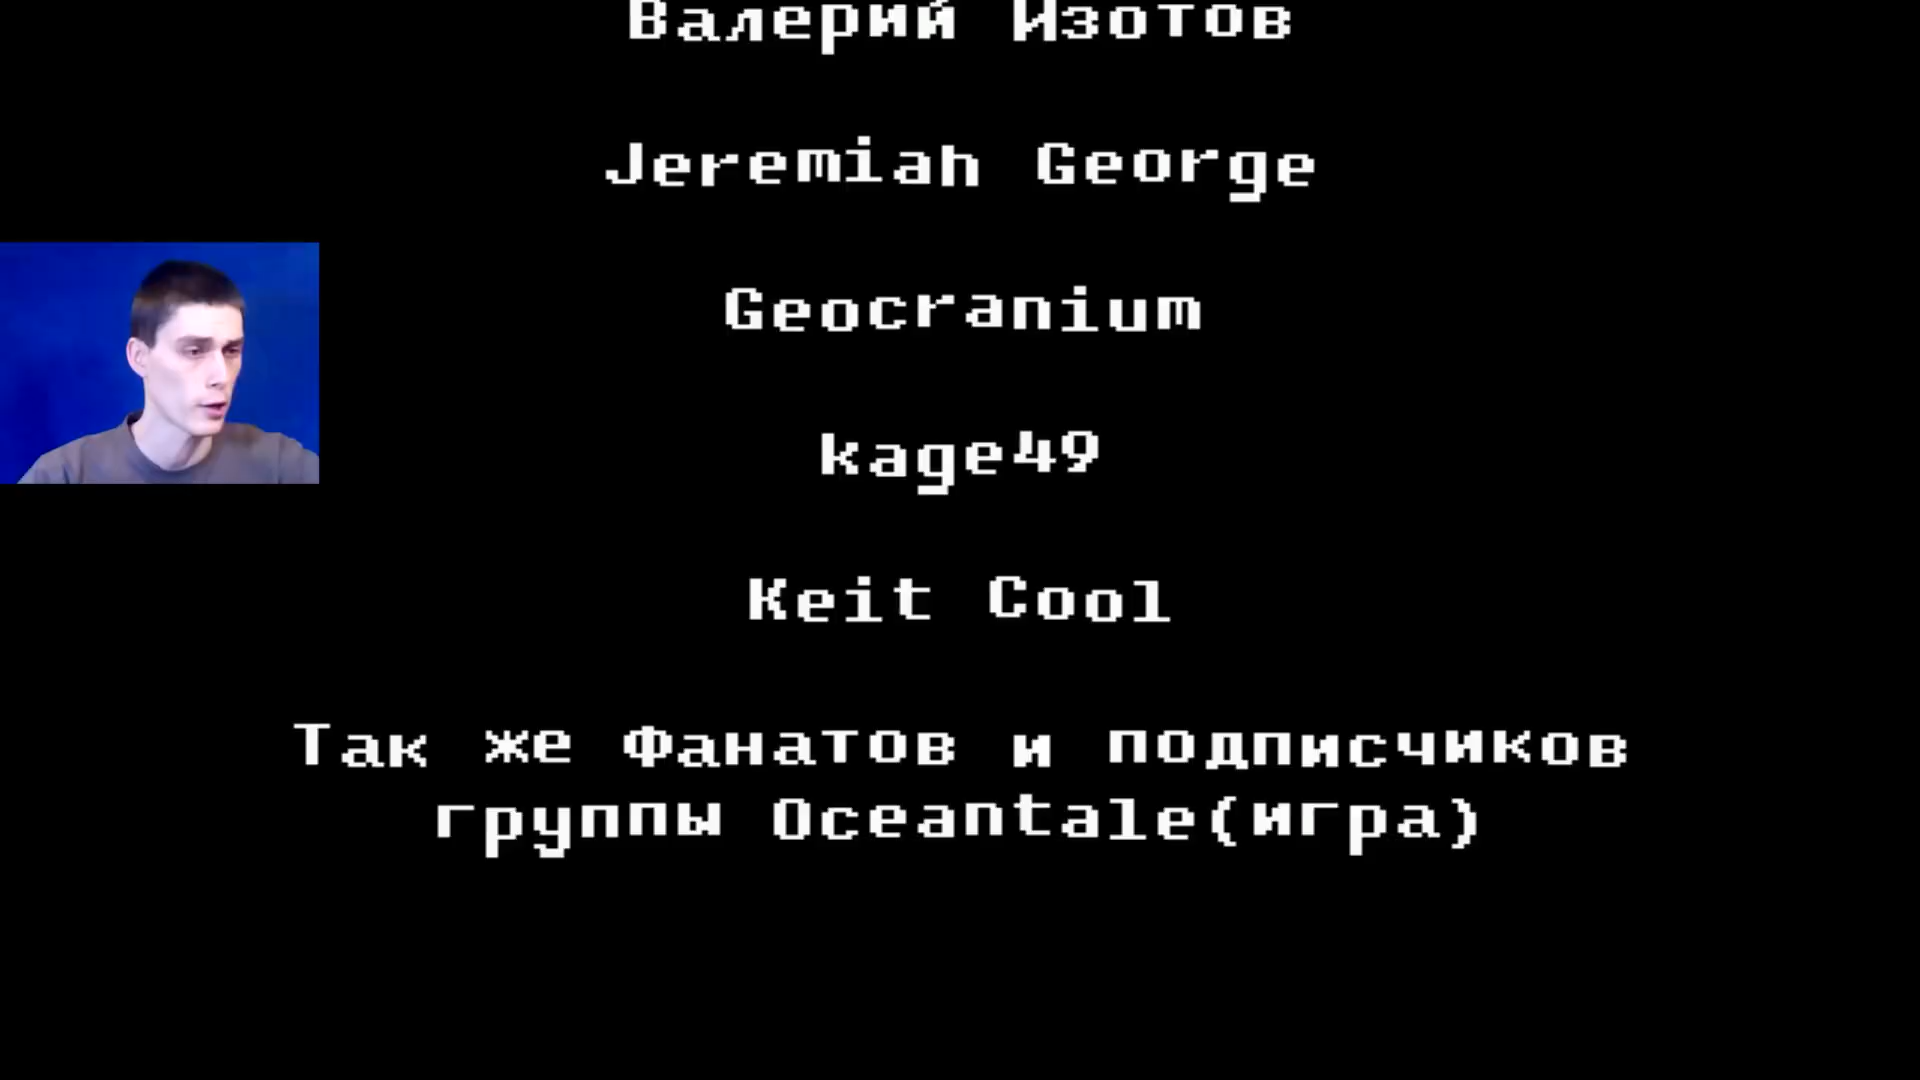 Валерий Изотов
Jeremiah George
Geocranium
kage49
Keit Cool
Так же фанатов и подписчиков
группы Oceantale(игра)